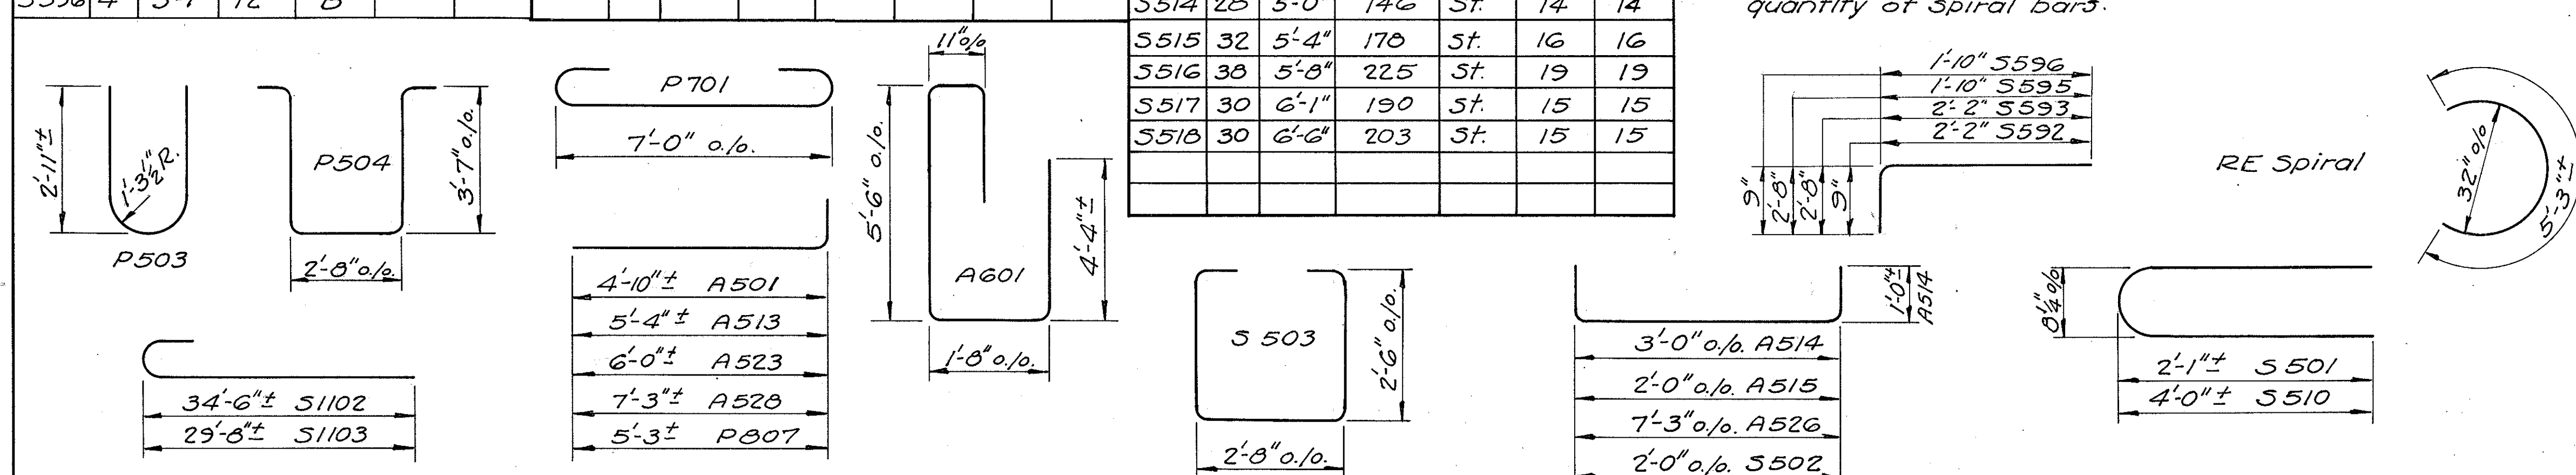 S596 4 5-1 12 B
S514 28 5'-0" 146 St. 14 14
quantity of spiral bars.
S515 32 5'-4" 178 St. 16 16
S516 38 5'-8" 225 St. 19 19
S517 30 6'-1" 190 St. 15 15
S518 30 6'-6" 203 St. 15 15
2'-11"±
1'-3½"R.
P503
P504
3'-7" o./o.
2'-8" o./o.
34'-6"± S1102
29'-8"± S1103
P701
7'-0" o./o.
4'-10"± A501
5'-4"± A513
6'-0"± A523
7'-3"± A528
5'-3± P807
11" o/o
5'-6" o./o.
A601
4'-4"±
1'-8" o./o.
S 503
2'-6" o./o.
2'-8" o./o.
1'-10" S596
1'-10" S595
2'-2" S593
2'-2" S592
9"
2'-8"
2'-8"
9"
1'-0"±
A514
3'-0" o./o. A514
2'-0" o./o. A515
7'-3" o./o. A526
2'-0" o./o. S502
RE Spiral
32" o/o
5'-3"±
8¼" o/o
2'-1"± S 501
4'-0"± S 510